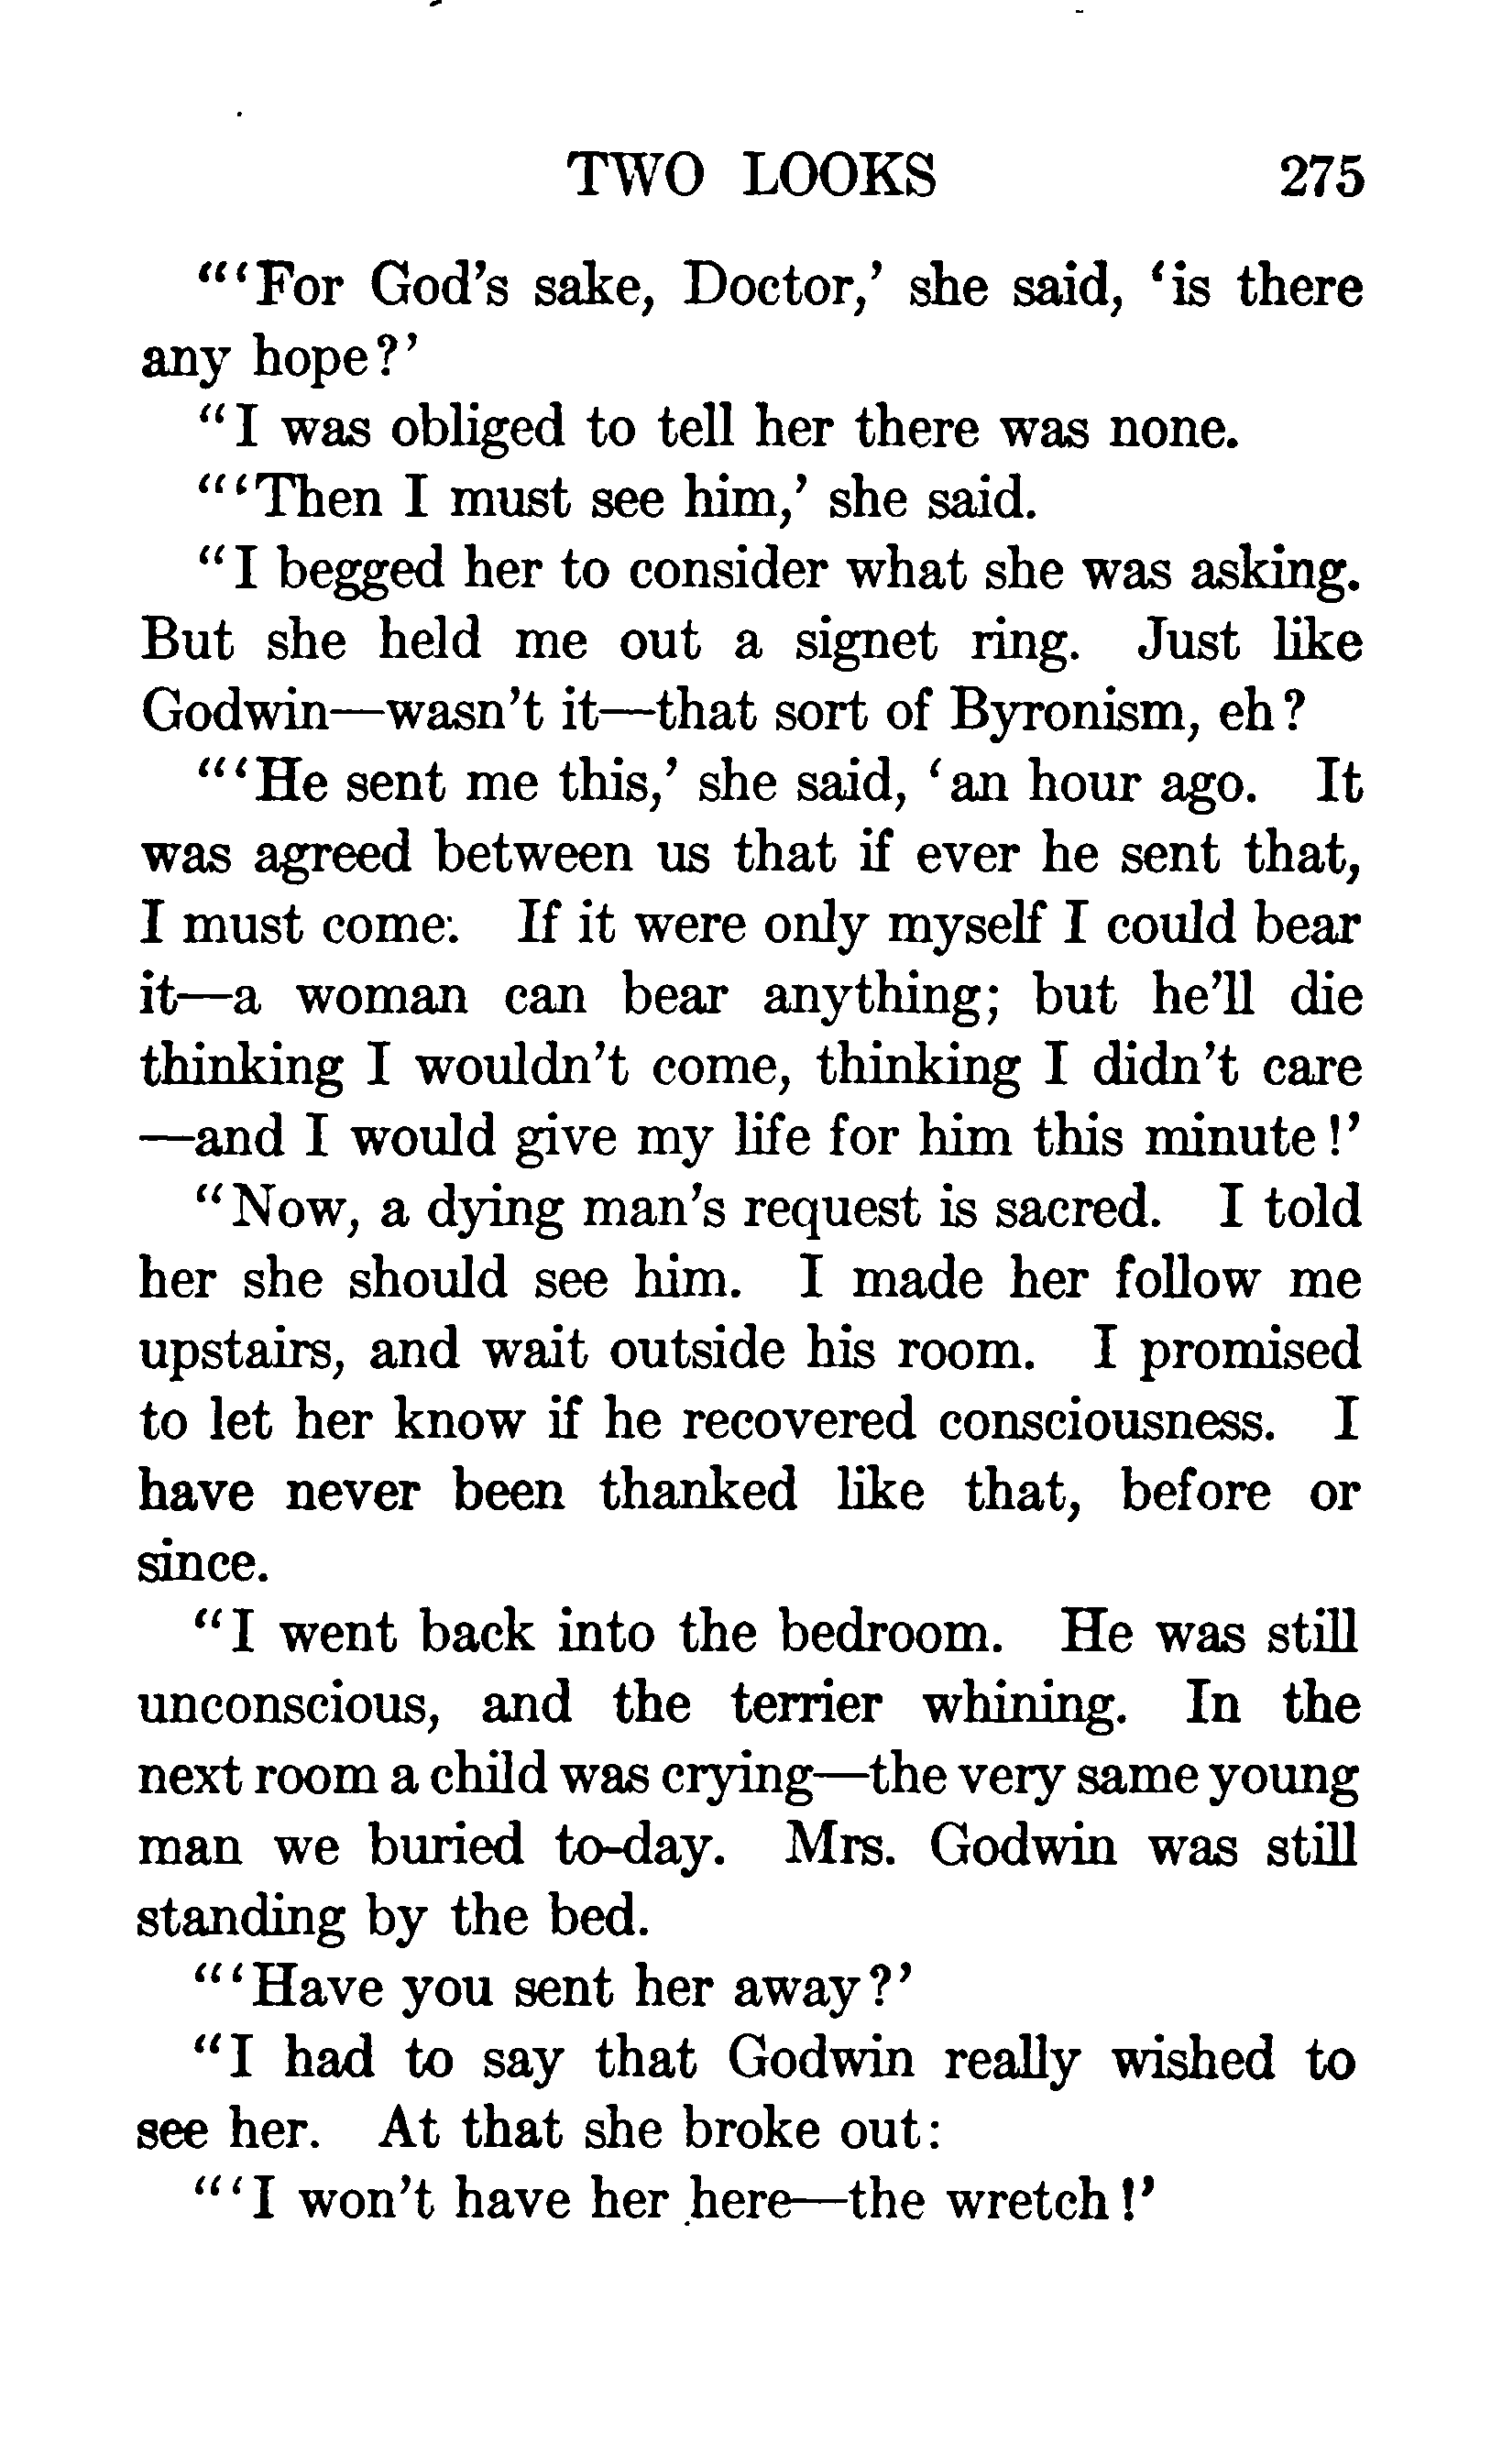 TWO LOOKS 275
"'For God's sake, Doctor,' she said, 'is there
any hope?'
"I was obliged to tell her there was none.
"'Then I must see him,' she said.
"I begged her to consider what she was asking.
But she held me out a signet ring. Just like
Godwin—wasn't it—that sort of Byronism, eh?
"'He sent me this,' she said, 'an hour ago. It
was agreed between us that if ever he sent that,
I must come. If it were only myself I could bear
it—a woman can bear anything; but he'll die
thinking I wouldn't come, thinking I didn't care
—and I would give my life for him this minute!'
"Now, a dying man's request is sacred. I told
her she should see him. I made her follow me
upstairs, and wait outside his room. I promised
to let her know if he recovered consciousness. I
have never been thanked like that, before or
since.
"I went back into the bedroom. He was still
unconscious, and the terrier whining. In the
next room a child was crying—the very same young
man we buried to-day. Mrs. Godwin was still
standing by the bed.
"'Have you sent her away?'
"I had to say that Godwin really wished to
see her. At that she broke out:
"'I won't have her here—the wretch!'